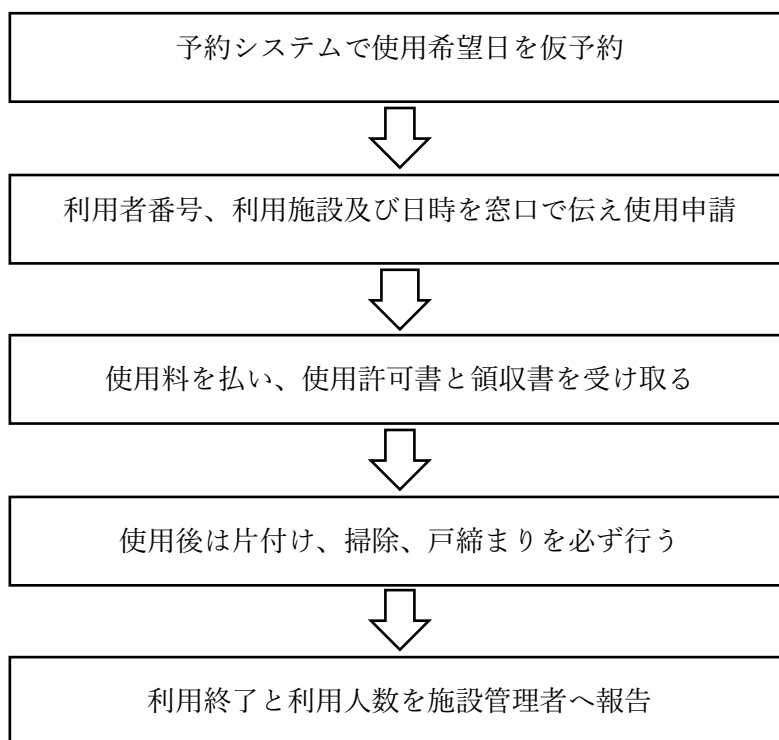 予約システムで使用希望日を仮予約
利用者番号、利用施設及び日時を窓口で伝え使用申請
使用料を払い、使用許可書と領収書を受け取る
使用後は片付け、掃除、戸締まりを必ず行う
利用終了と利用人数を施設管理者へ報告